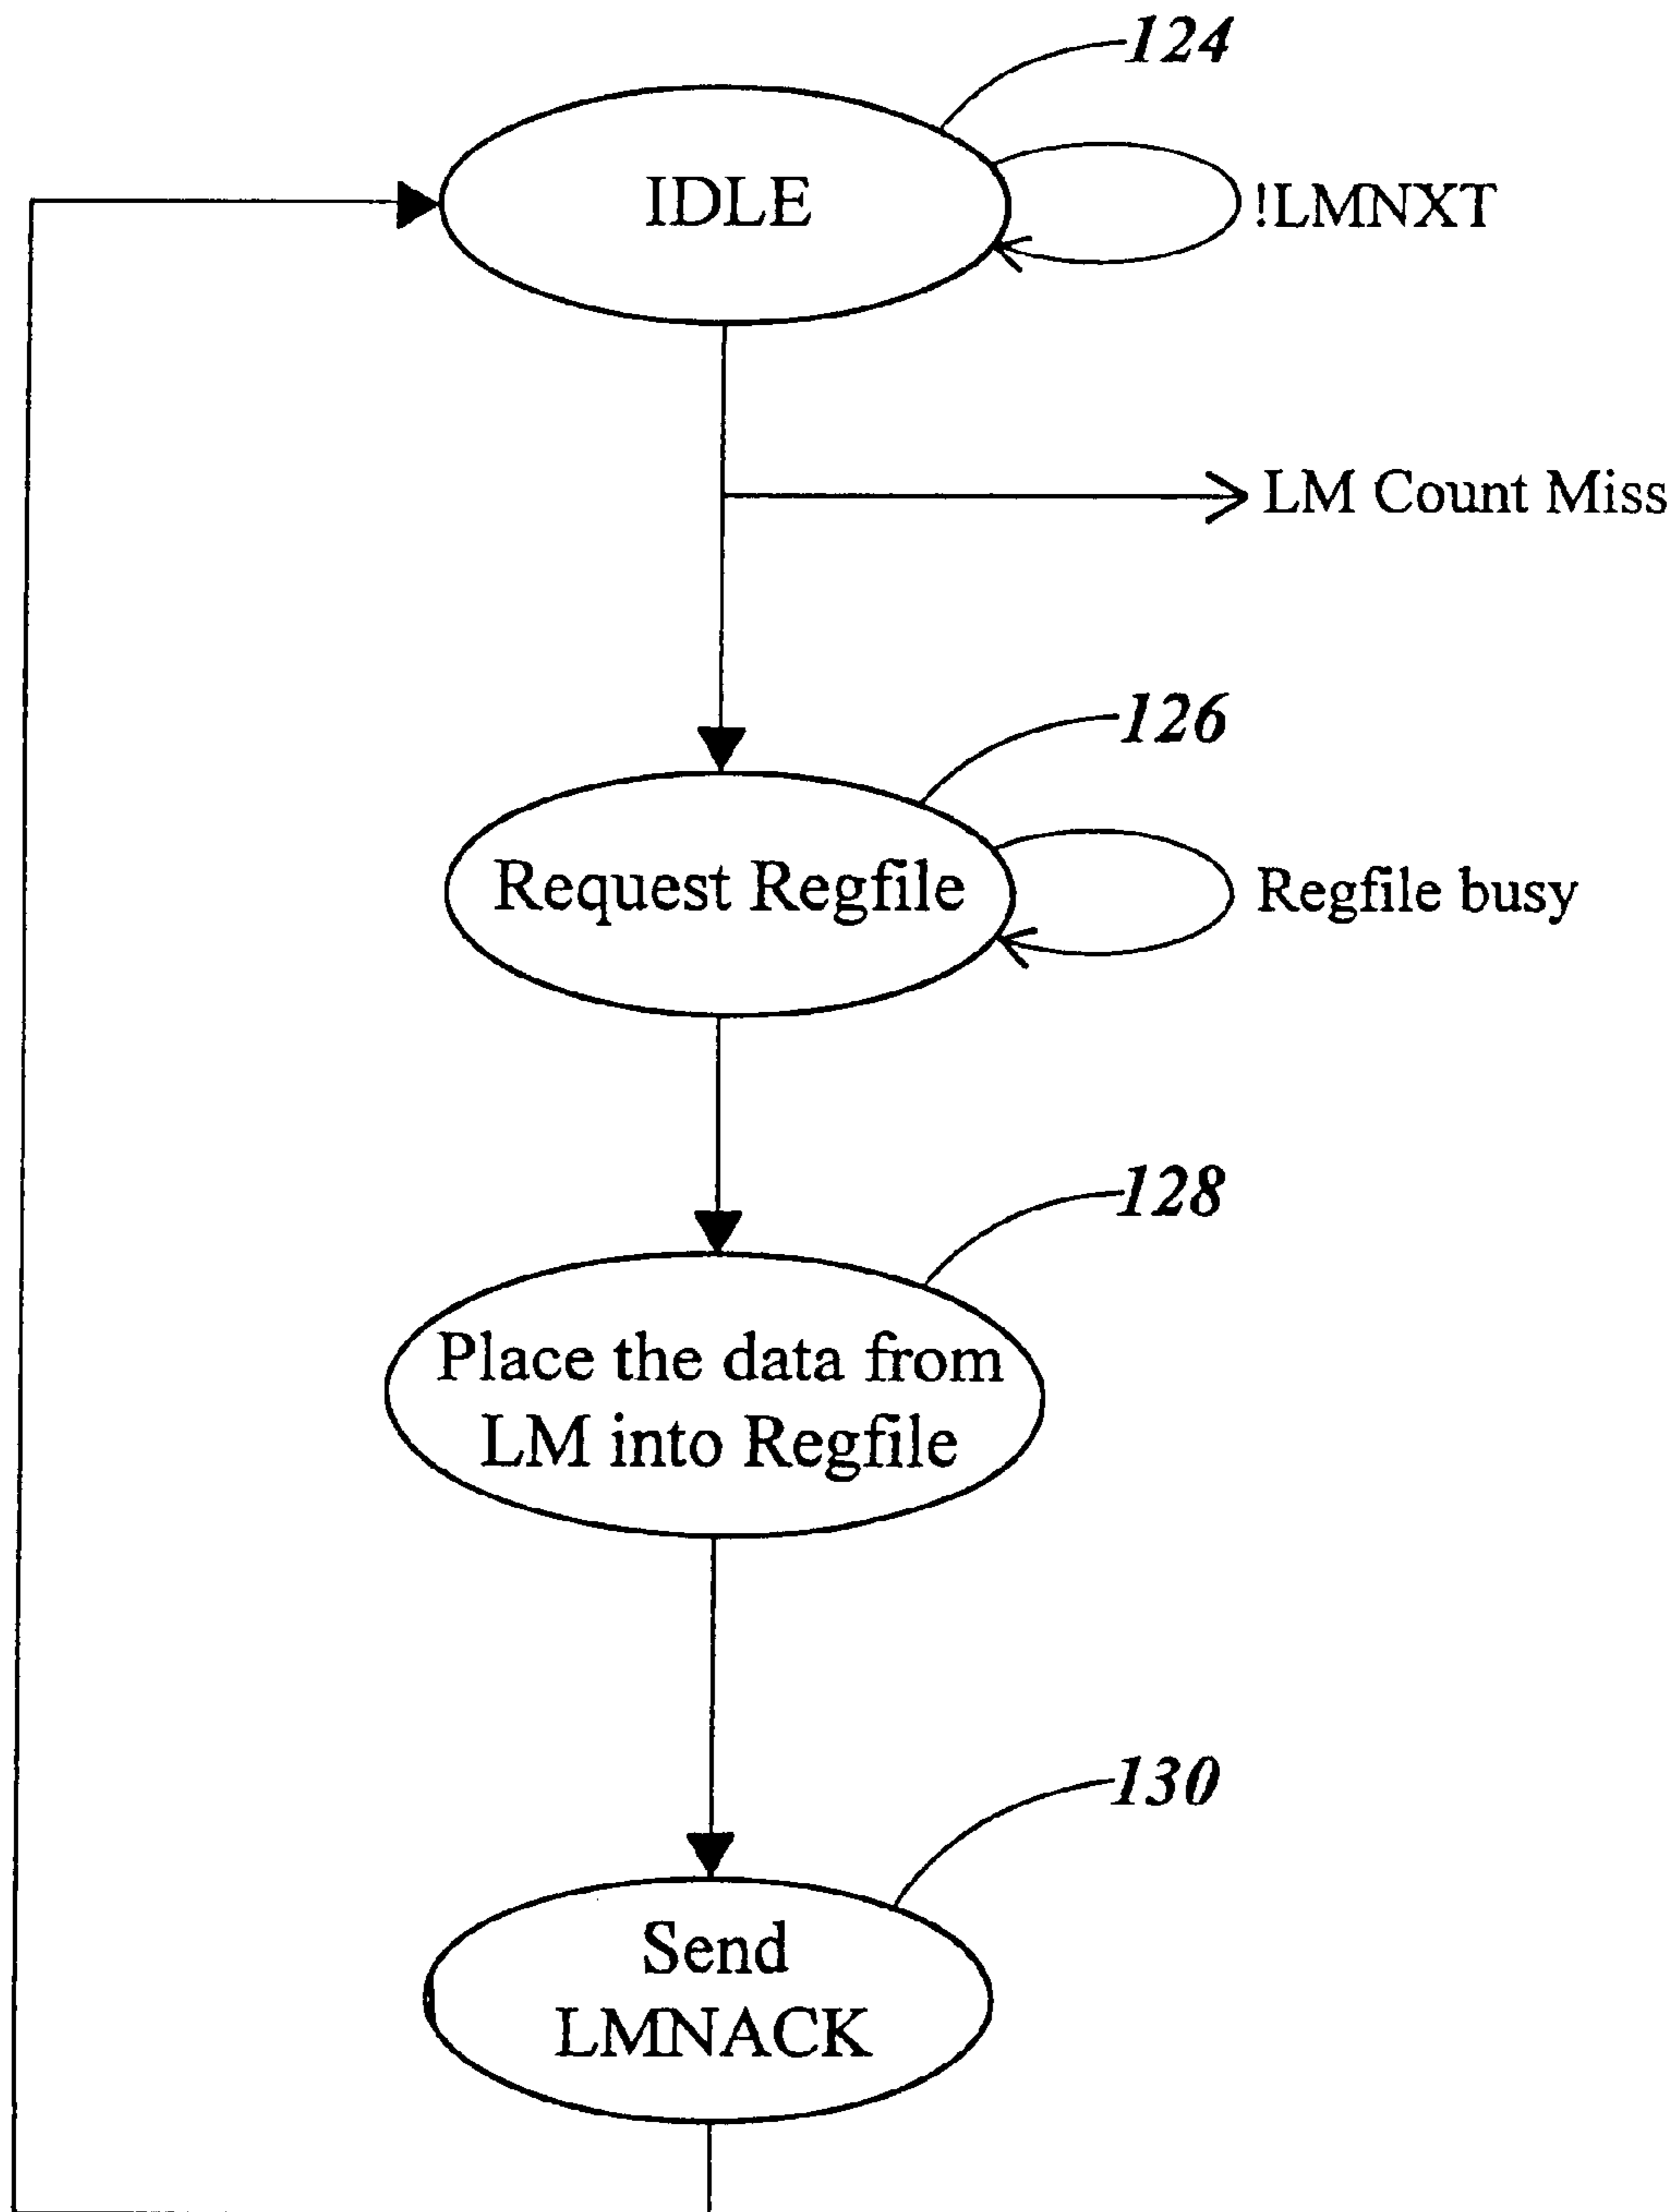 124
IDLE
!LMNXT
LM Count Miss
126
Request Regfile
Regfile busy
128
Place the data from
LM into Regfile
130
Send
LMNACK